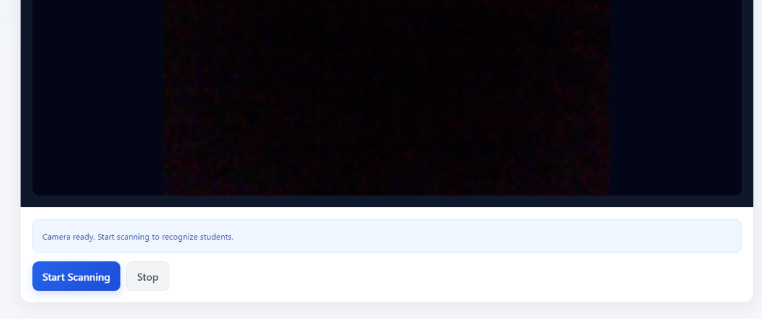 Camera ready. Start scanning to recognize students.
Start Scanning
Stop